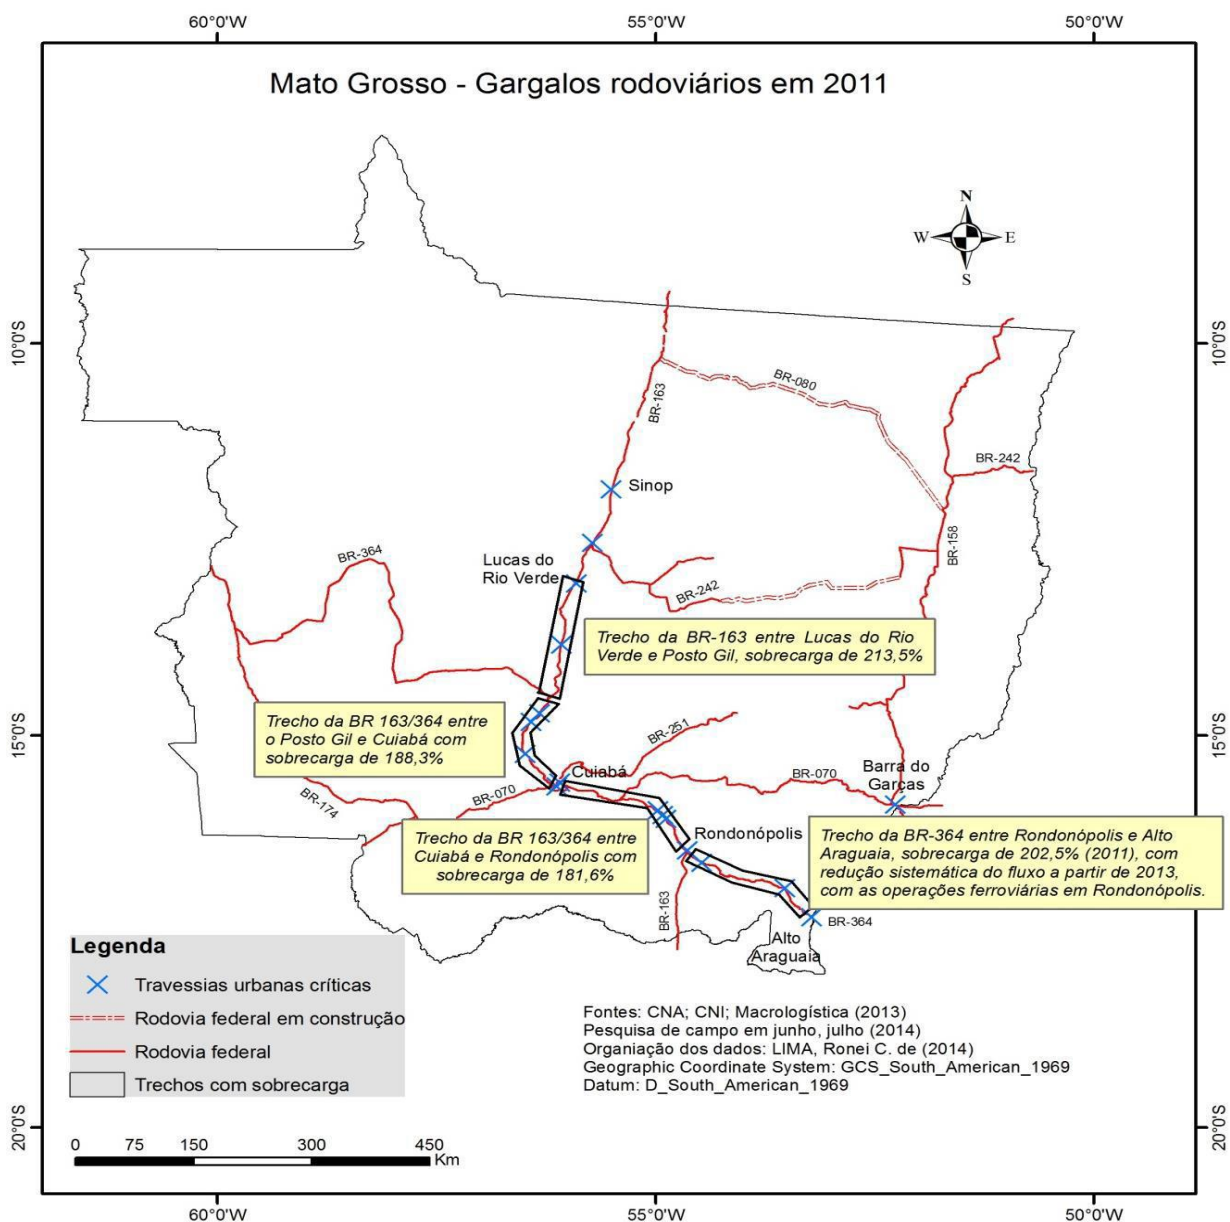 60°0'W
55°0'W
50°0'W
Mato Grosso - Gargalos rodoviários em 2011
N
W
E
S
10°0'S
10°0'S
BR-163
BR-080
BR-242
Sinop
BR-158
BR-364
Lucas do
Rio Verde
BR-242
Trecho da BR-163 entre Lucas do Rio
Verde e Posto Gil, sobrecarga de 213,5%
Trecho da BR 163/364 entre
o Posto Gil e Cuiabá com
sobrecarga de 188,3%
15°0'S
15°0'S
BR-251
Cuiabá
BR-070
Barra do
Garças
BR-174
BR-070
Trecho da BR 163/364 entre
Cuiabá e Rondonópolis com
sobrecarga de 181,6%
Rondonópolis
Trecho da BR-364 entre Rondonópolis e Alto
Araguaia, sobrecarga de 202,5% (2011), com
redução sistemática do fluxo a partir de 2013,
com as operações ferroviárias em Rondonópolis.
BR-163
BR-364
Alto
Araguaia
Legenda
Travessias urbanas críticas
Rodovia federal em construção
Rodovia federal
Trechos com sobrecarga
Fontes: CNA; CNI; Macrologística (2013)
Pesquisa de campo em junho, julho (2014)
Organiação dos dados: LIMA, Ronei C. de (2014)
Geographic Coordinate System: GCS_South_American_1969
Datum: D_South_American_1969
20°0'S
20°0'S
0 75 150 300 450
Km
60°0'W
55°0'W
50°0'W